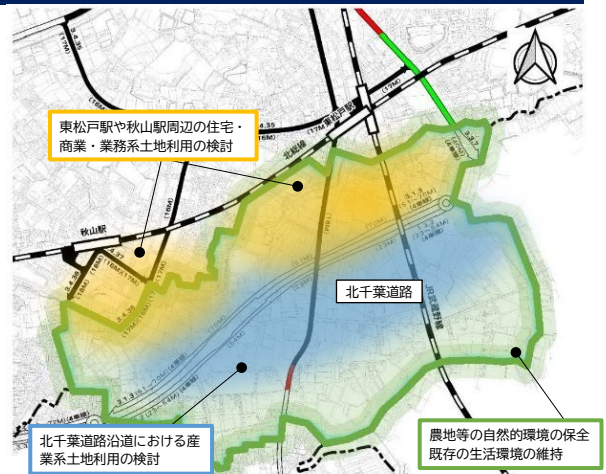 東松戸駅や秋山駅周辺の住宅・
商業・業務系土地利用の検討
東松戸駅
北総線
秋山駅
北千葉道路
JR武蔵野線
北千葉道路沿道における産
業系土地利用の検討
農地等の自然的環境の保全
既存の生活環境の維持